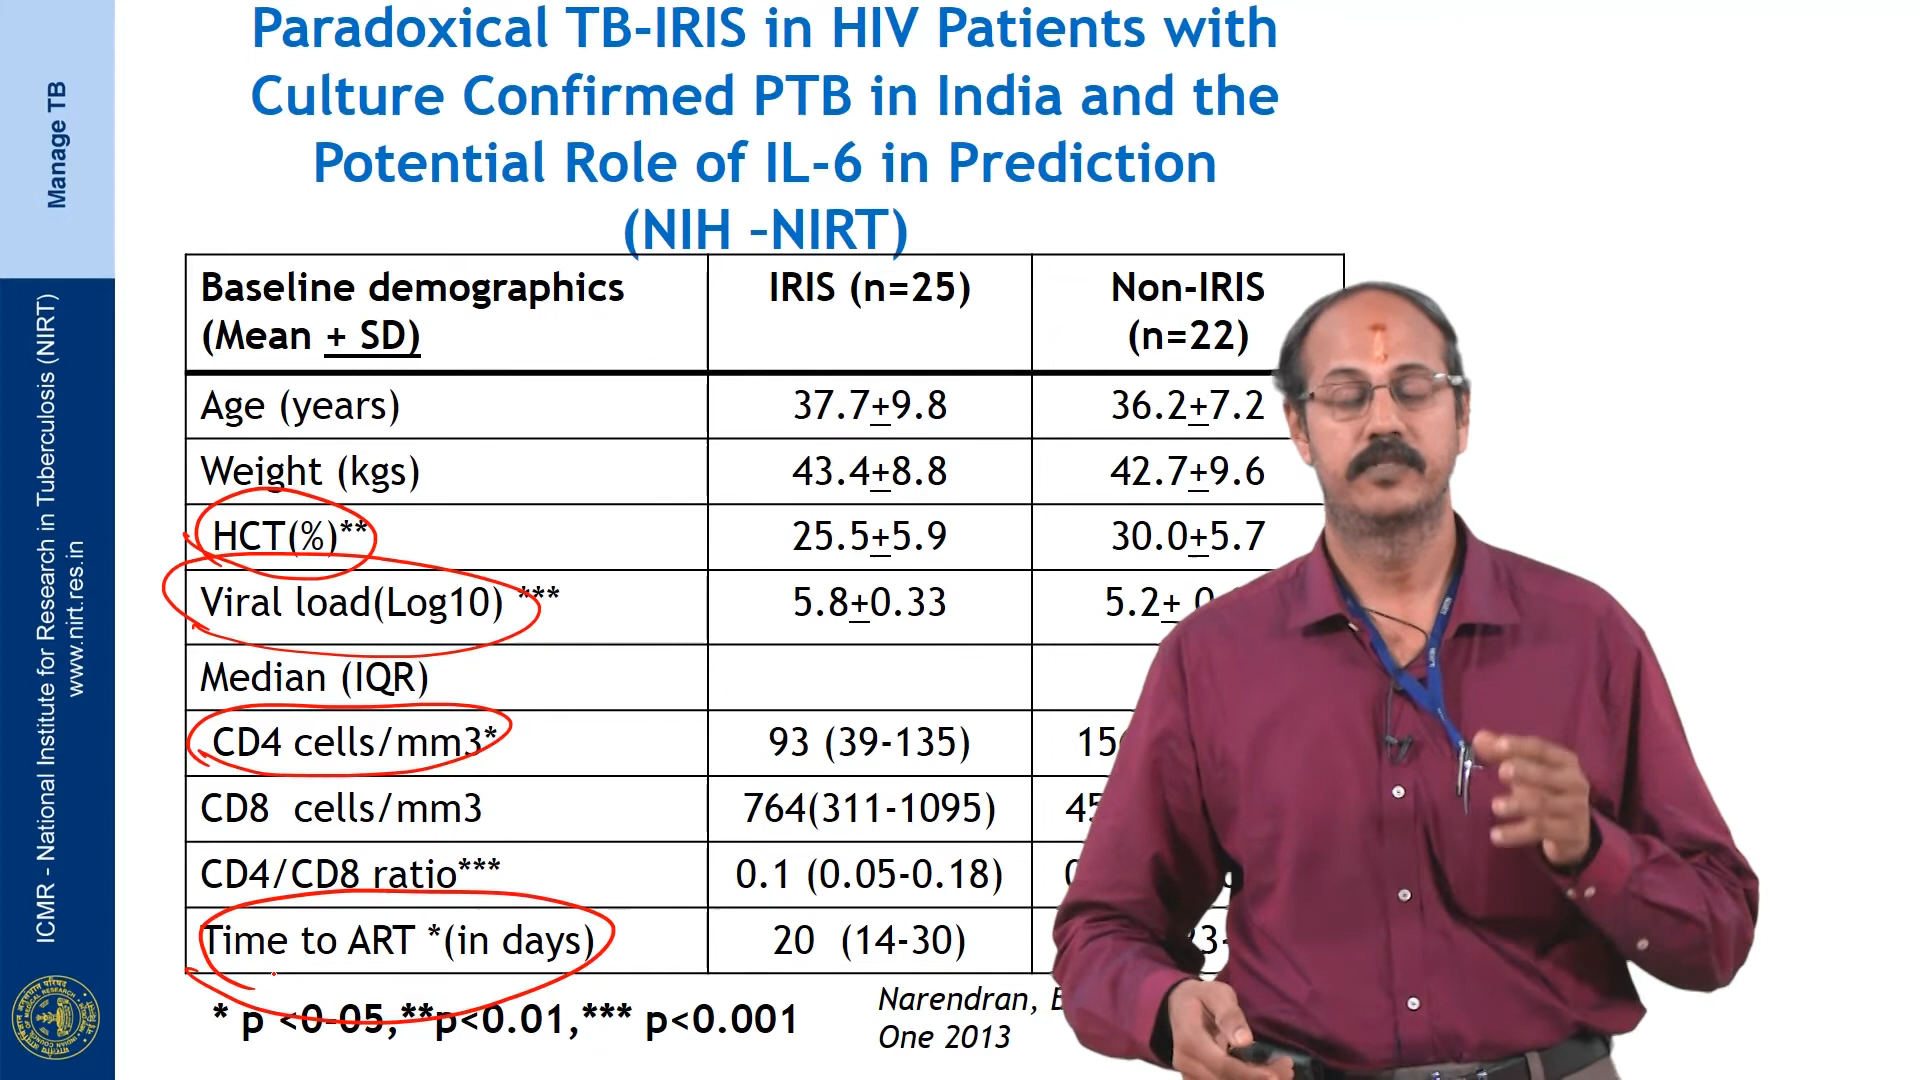 Paradoxical TB-IRIS in HIV Patients with
Culture Confirmed PTB in India and the
Potential Role of IL-6 in Prediction
(NIH –NIRT)
Manage TB
ICMR - National Institute for Research in Tuberculosis (NIRT)
www.nirt.res.in
Baseline demographics (Mean + SD) IRIS (n=25) Non-IRIS (n=22)
Age (years) 37.7+9.8 36.2+7.2
Weight (kgs) 43.4+8.8 42.7+9.6
HCT(%)** 25.5+5.9 30.0+5.7
Viral load(Log10) *** 5.8+0.33 5.2+
Median (IQR)
CD4 cells/mm3* 93 (39-135)
CD8 cells/mm3 764(311-1095)
CD4/CD8 ratio*** 0.1 (0.05-0.18)
Time to ART *(in days) 20 (14-30)
* p <0-05,**p<0.01,*** p<0.001
Narendran,
One 2013